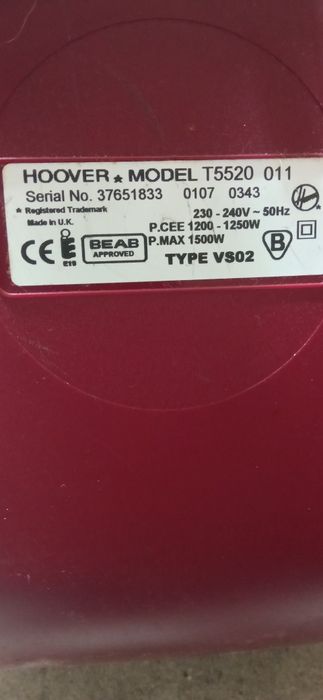 HOOVER * MODEL T5520 011
Serial No. 37651833 0107 0343
* Registered Trademark
Made in U.K.
230 - 240V ~ 50Hz
P.CEE 1200 - 1250W
P.MAX 1500W
TYPE VS02
CE
E19
BEAB
APPROVED
B